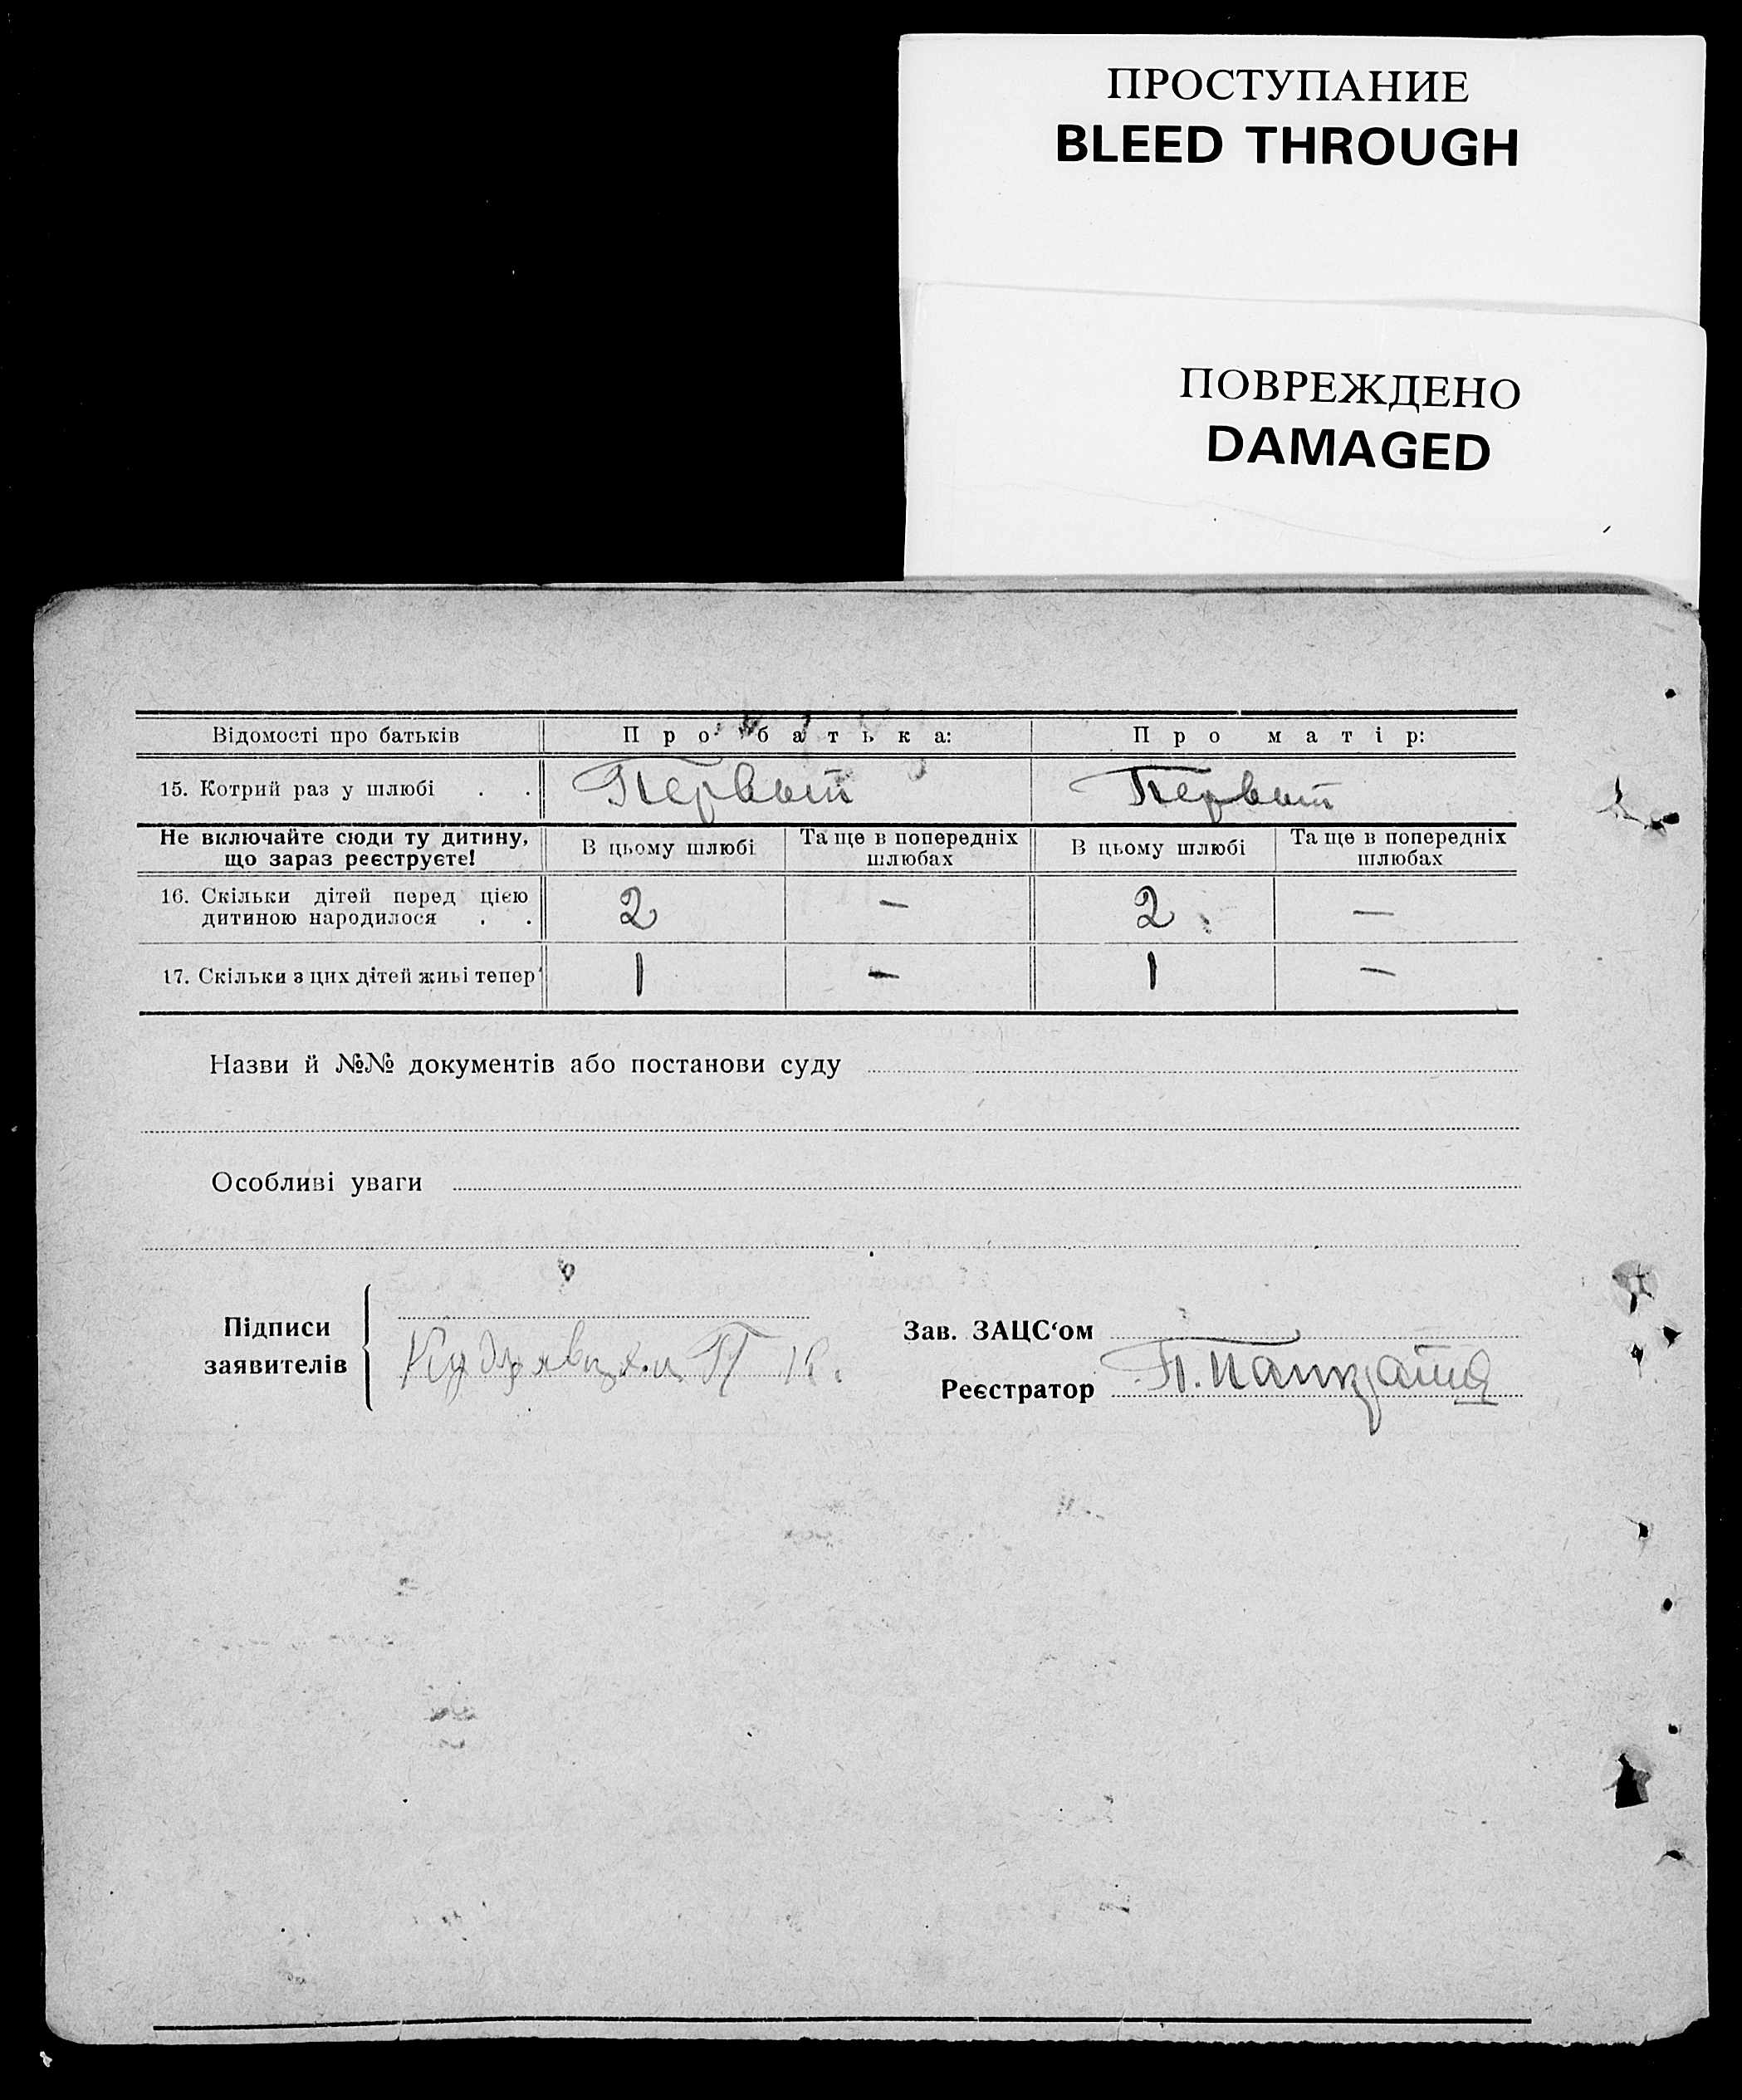 ПРОСТУПАНИЕ
BLEED THROUGH
ПОВРЕЖДЕНО
DAMAGED
Відомості про батьків Про батька: Про матір:
15. Котрий раз у шлюбі . . Первый Первый
Не включайте сюди ту дитину, що зараз реєструєте! В цьому шлюбі Та ще в попередніх шлюбах В цьому шлюбі Та ще в попередніх шлюбах
16. Скільки дітей перед цією
дитиною народилося . . 2 — 2 —
17. Скільки з цих дітей живі тепер 1 — 1 —
Назви й №№ документів або постанови суду
Особливі уваги
Підписи
заявителів
Зав. ЗАЦС‘ом
Реєстратор П.